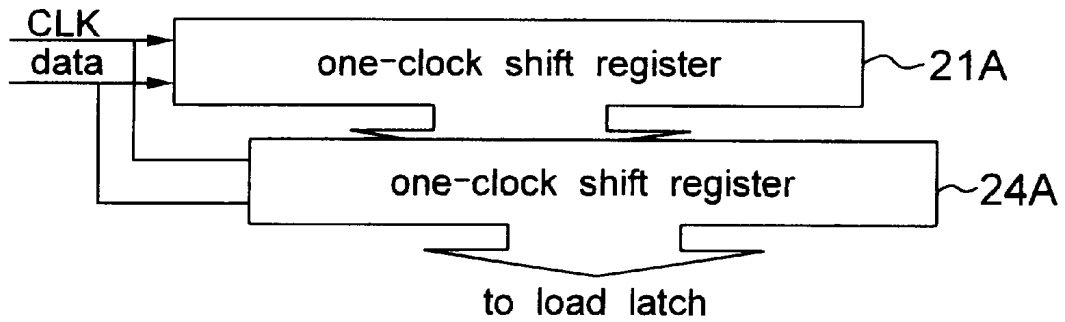 CLK
data
one-clock shift register
21A
one-clock shift register
24A
to load latch